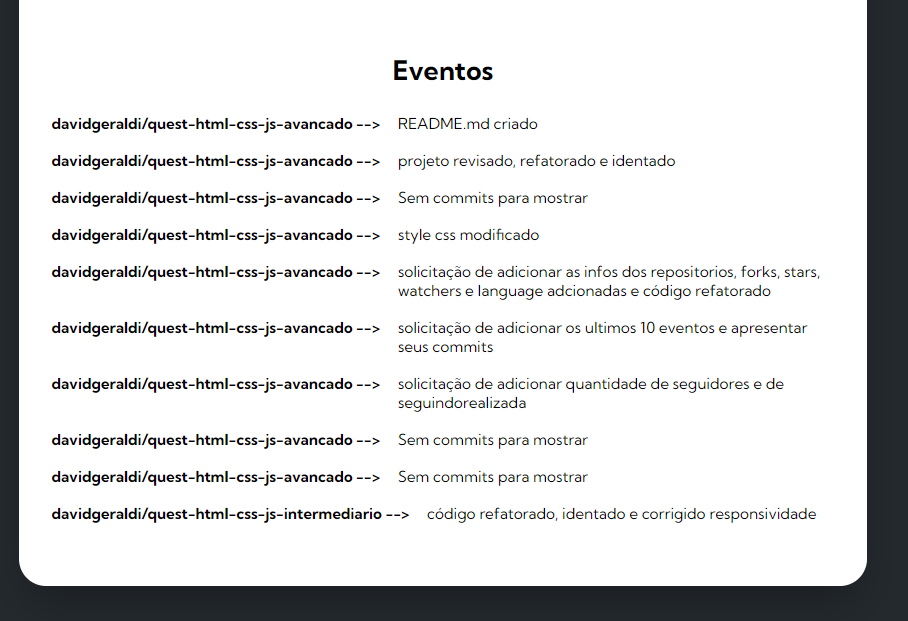 Eventos
davidgeraldi/quest-html-css-js-avancado --> README.md criado
davidgeraldi/quest-html-css-js-avancado --> projeto revisado, refatorado e identado
davidgeraldi/quest-html-css-js-avancado --> Sem commits para mostrar
davidgeraldi/quest-html-css-js-avancado --> style css modificado
davidgeraldi/quest-html-css-js-avancado --> solicitação de adicionar as infos dos repositorios, forks, stars,
watchers e language adcionadas e código refatorado
davidgeraldi/quest-html-css-js-avancado --> solicitação de adicionar os ultimos 10 eventos e apresentar
seus commits
davidgeraldi/quest-html-css-js-avancado --> solicitação de adicionar quantidade de seguidores e de
seguindorealizada
davidgeraldi/quest-html-css-js-avancado --> Sem commits para mostrar
davidgeraldi/quest-html-css-js-avancado --> Sem commits para mostrar
davidgeraldi/quest-html-css-js-intermediario --> código refatorado, identado e corrigido responsividade